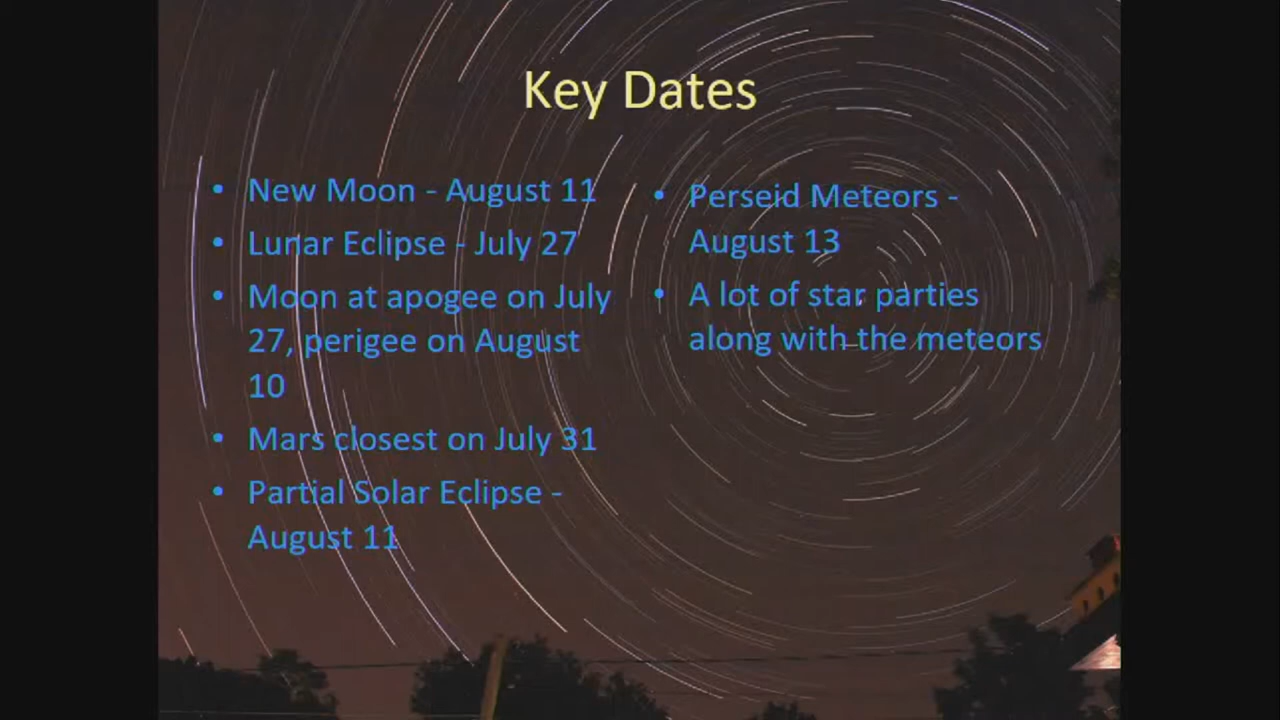 Key Dates
• New Moon - August 11
• Lunar Eclipse - July 27
• Moon at apogee on July
27, perigee on August
10
• Mars closest on July 31
• Partial Solar Eclipse -
August 11
• Perseid Meteors -
August 13
• A lot of star parties
along with the meteors